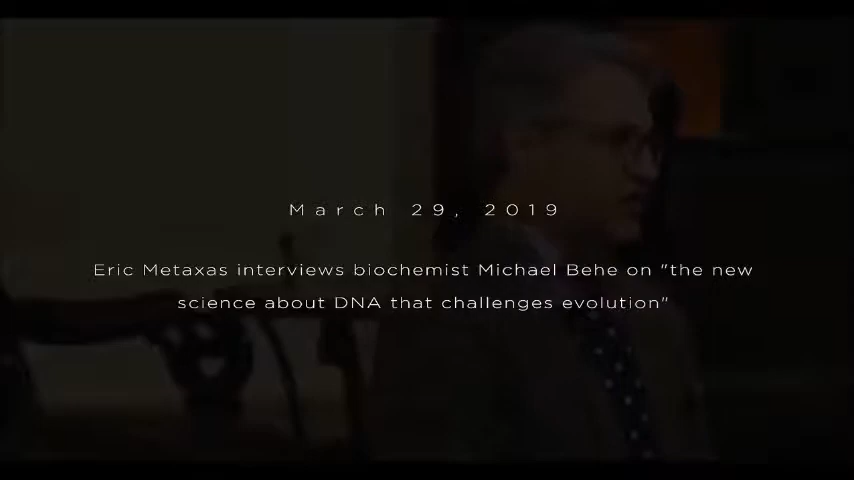 March 29, 2019
Eric Metaxas interviews biochemist Michael Behe on "the new
science about DNA that challenges evolution"